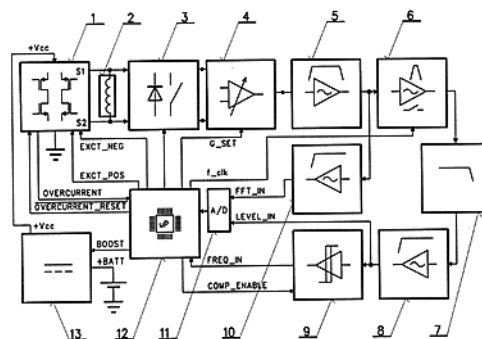 1 2 3 4 5 6
+Vcc
S1
S2
EXCT_NEG
G_SET
f_clk
EXCT_POS
FFT_IN
OVERCURRENT
A/D
LEVEL_IN
OVERCURRENT_RESET
+Vcc
µP
BOOST
FREQ_IN
+BATT
COMP_ENABLE
13 12 11 10 9 8 7